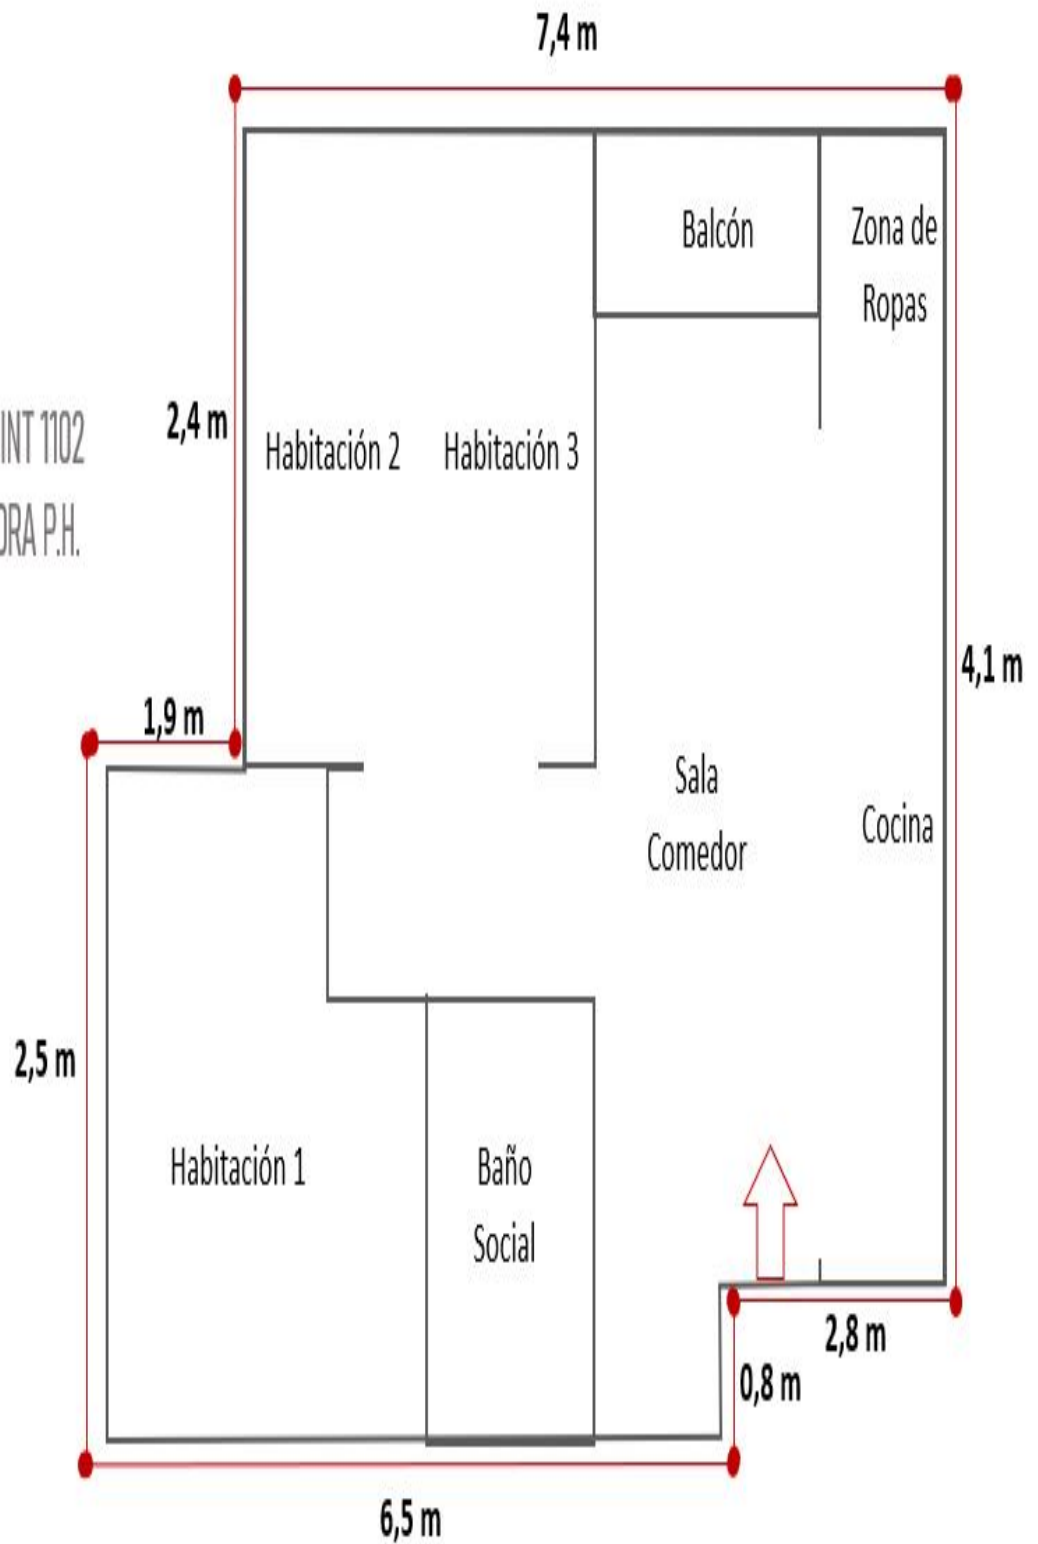 7,4 m
Balcón
Zona de
Ropas
2,4 m
INT 1102
Habitación 2
Habitación 3
P.H.
4,1 m
1,9 m
Sala
Comedor
Cocina
2,5 m
Habitación 1
Baño
Social
2,8 m
0,8 m
6,5 m